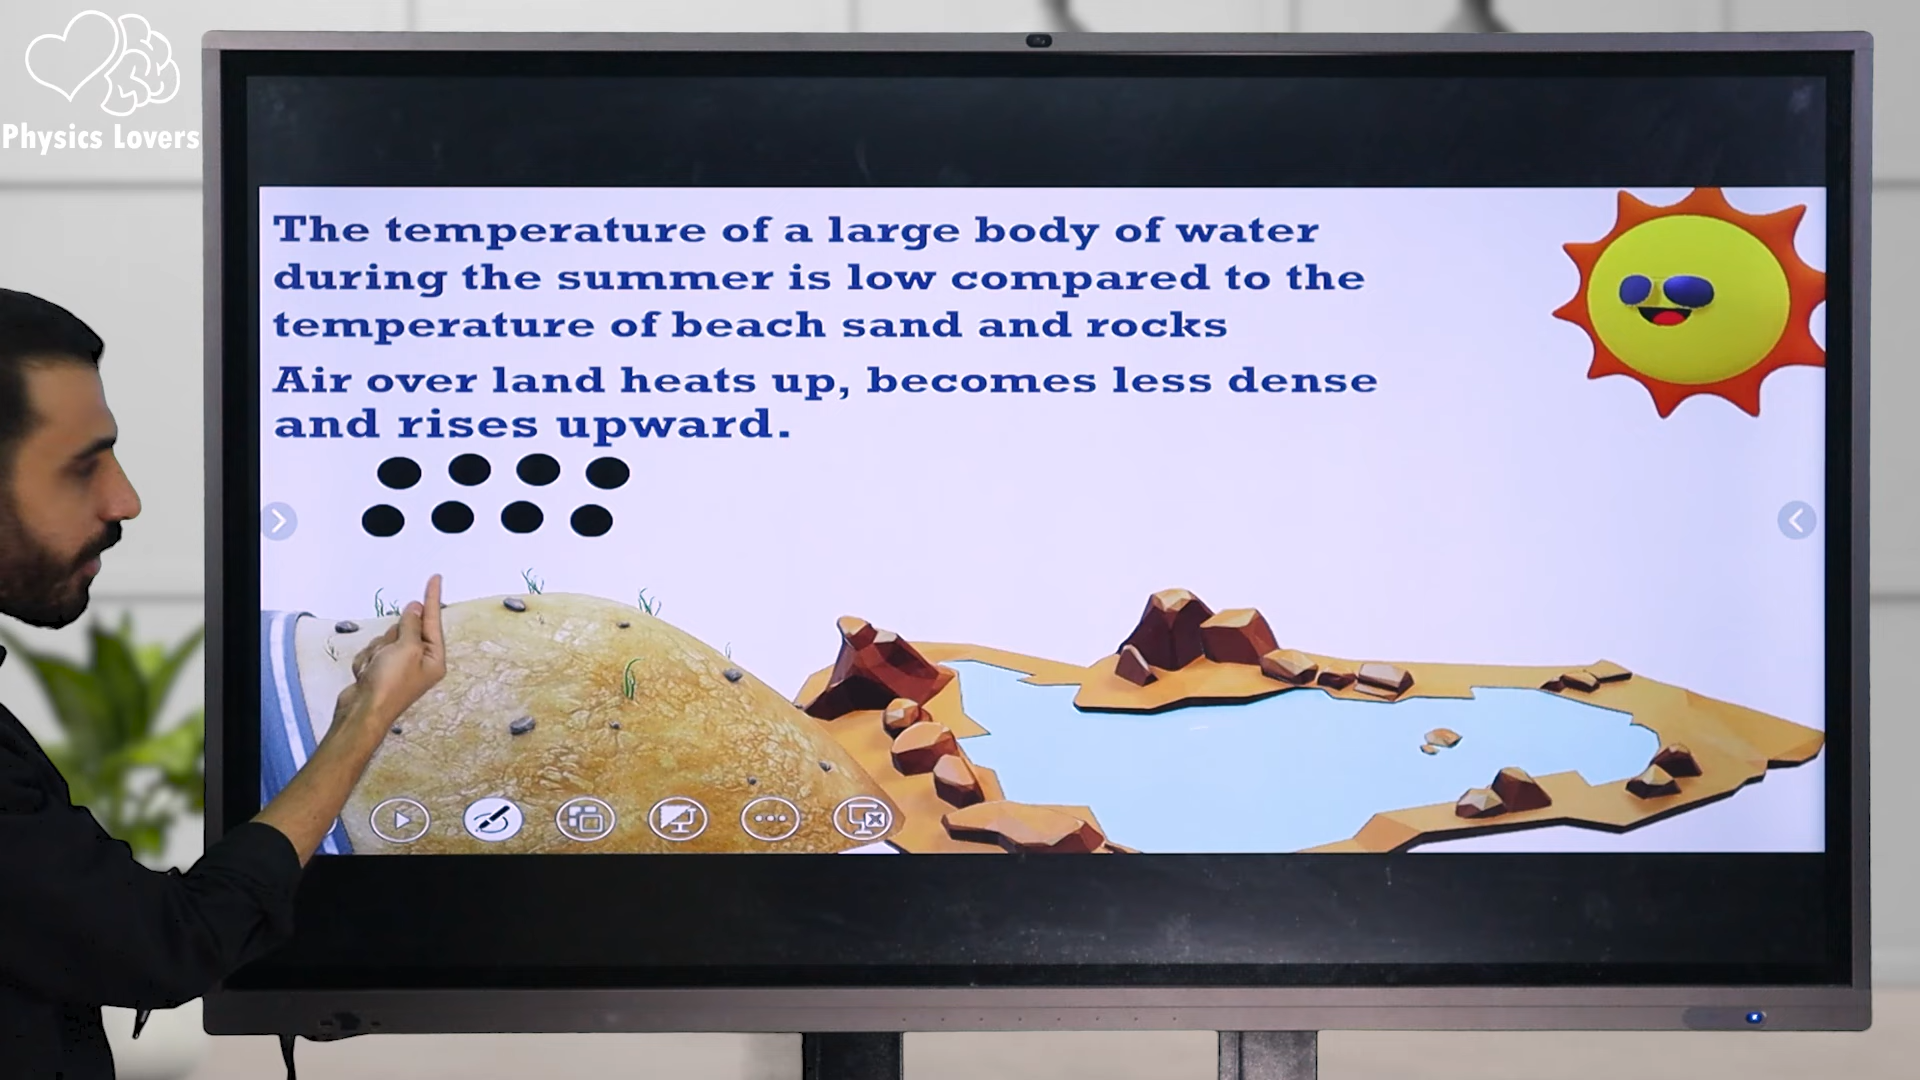 Physics Lovers
The temperature of a large body of water
during the summer is low compared to the
temperature of beach sand and rocks
Air over land heats up, becomes less dense
and rises upward.